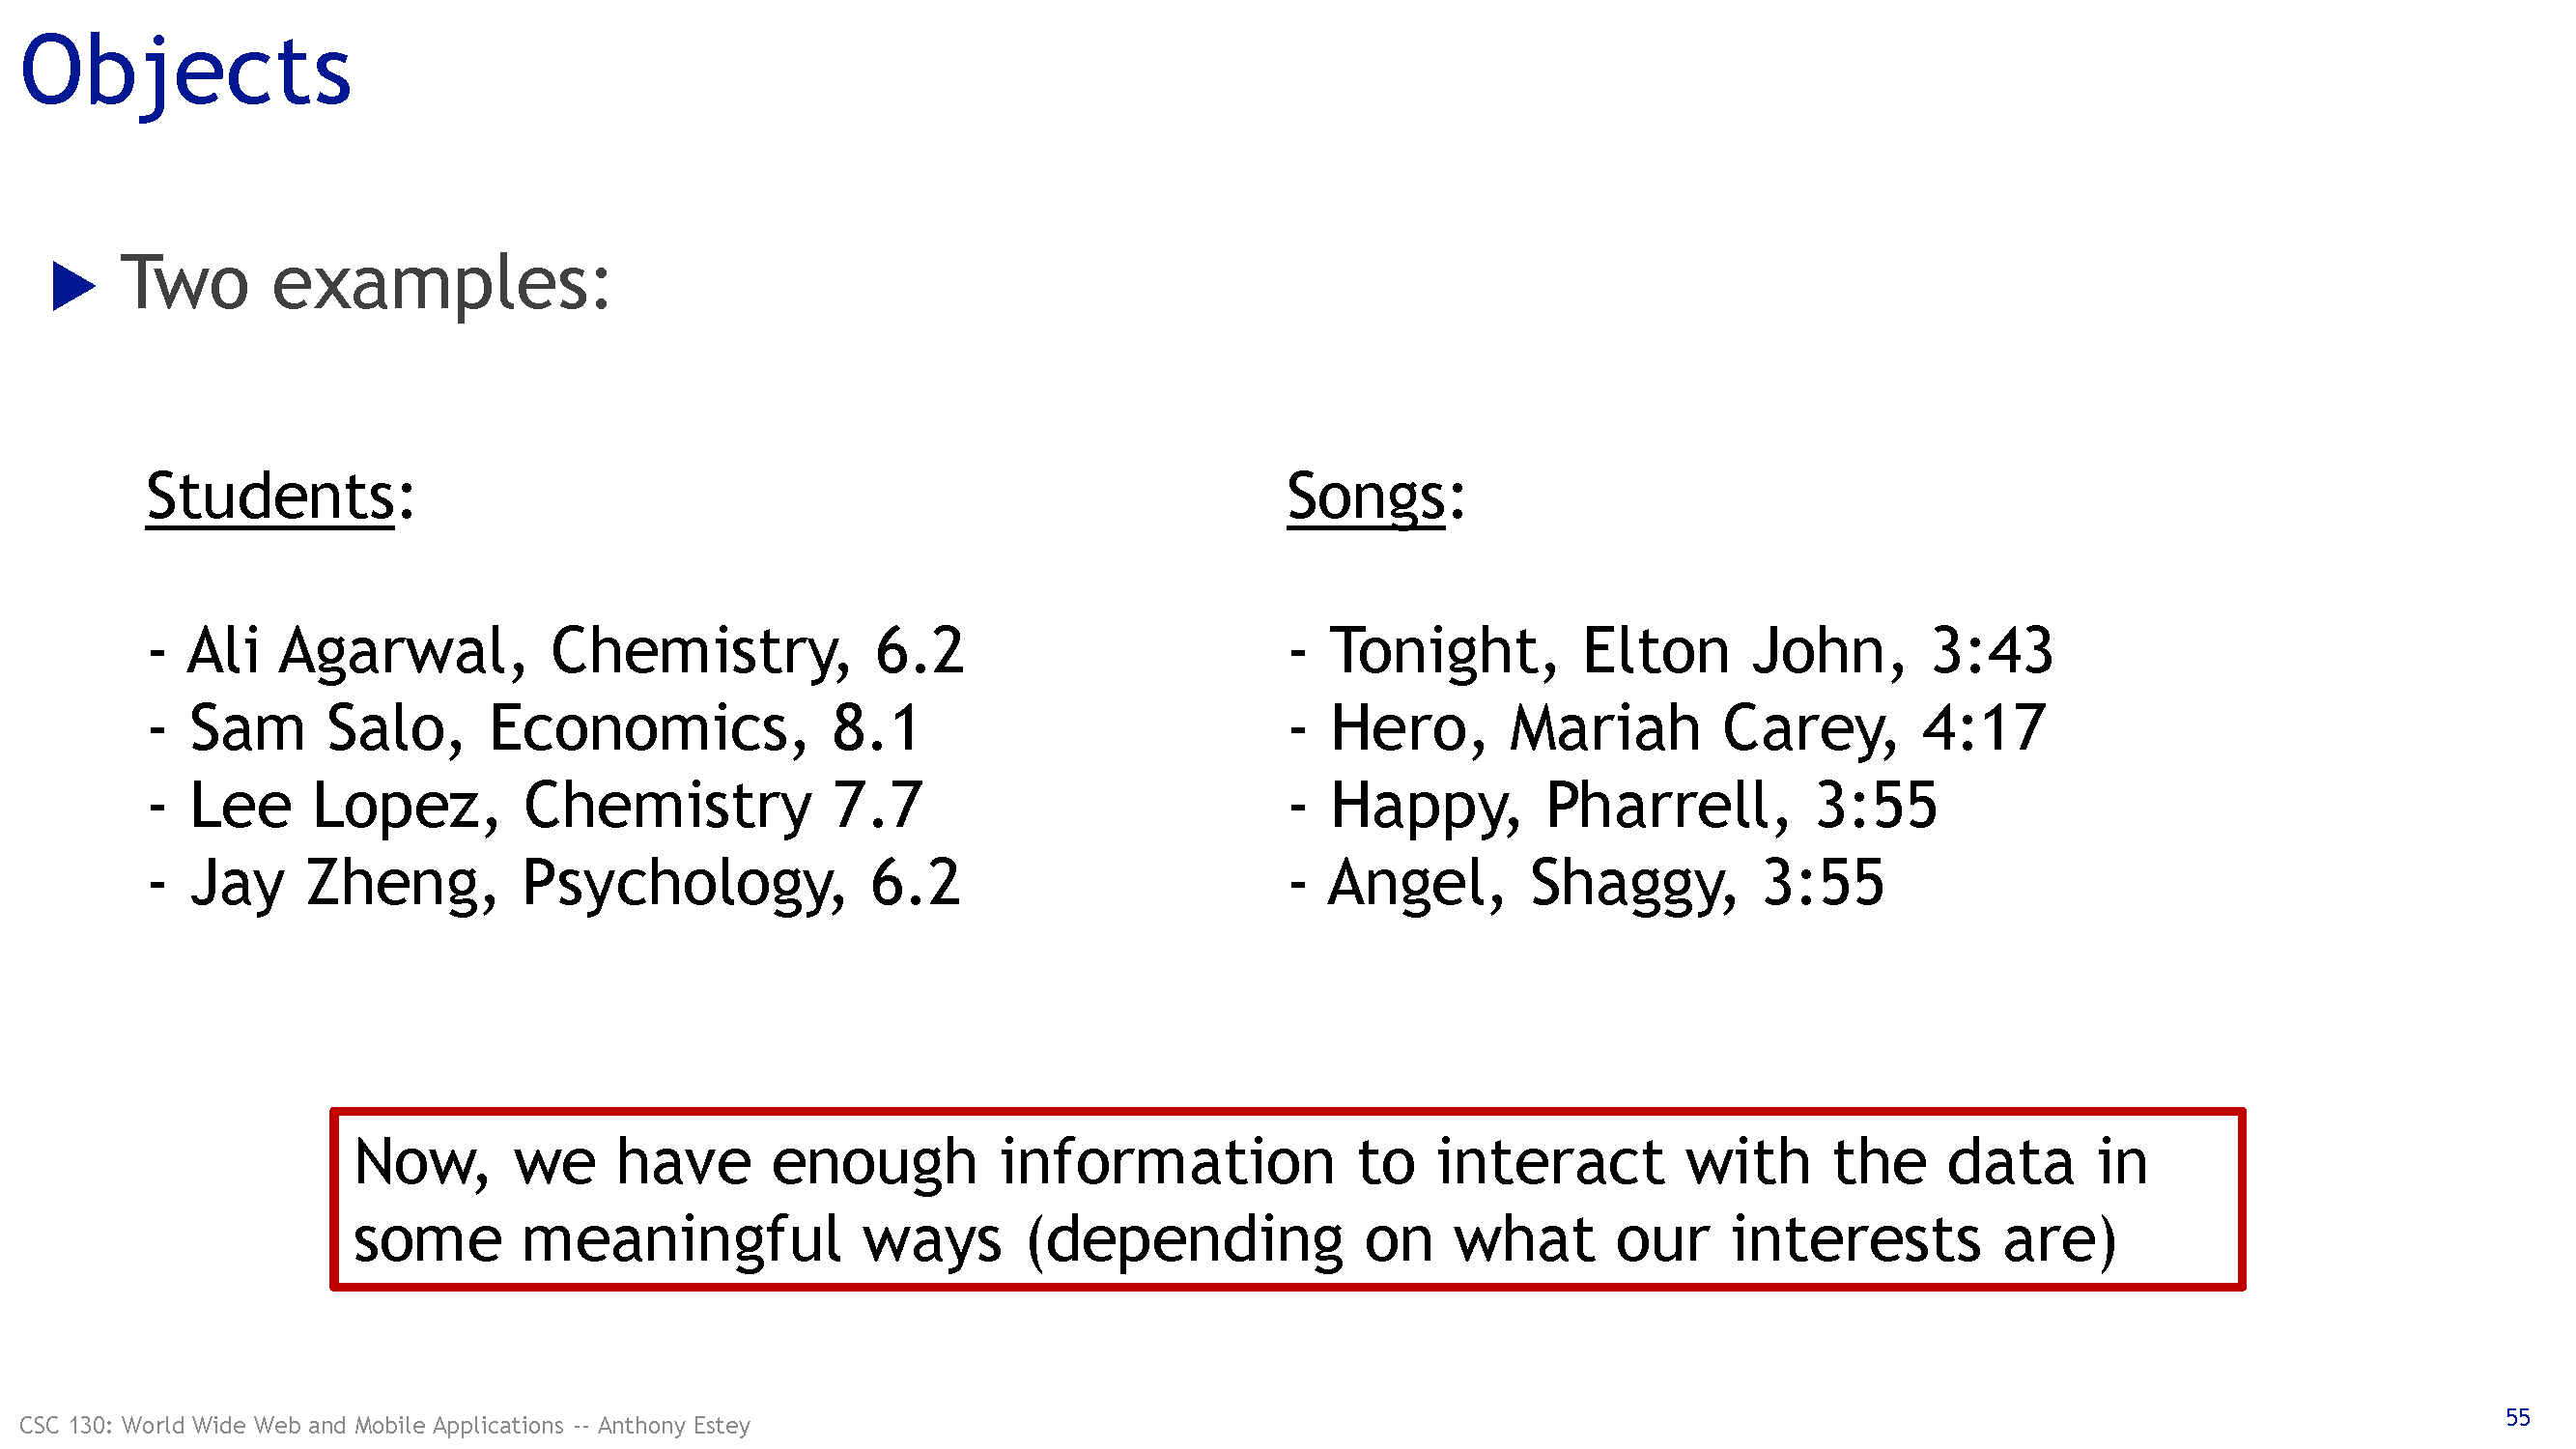 Objects
▶ Two examples:
Students:
- Ali Agarwal, Chemistry, 6.2
- Sam Salo, Economics, 8.1
- Lee Lopez, Chemistry 7.7
- Jay Zheng, Psychology, 6.2
Songs:
- Tonight, Elton John, 3:43
- Hero, Mariah Carey, 4:17
- Happy, Pharrell, 3:55
- Angel, Shaggy, 3:55
Now, we have enough information to interact with the data in
some meaningful ways (depending on what our interests are)
CSC 130: World Wide Web and Mobile Applications -- Anthony Estey
55